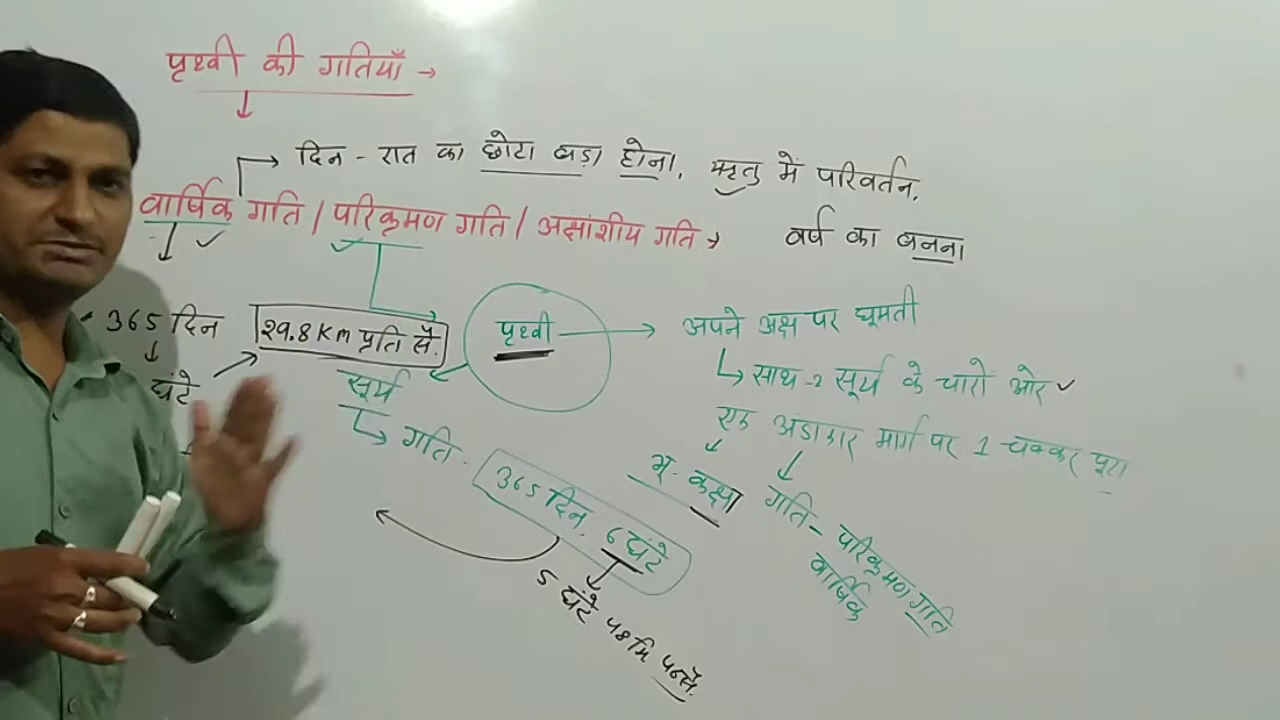 पृथ्वी की गतियाँ →
→ दिन - रात का छोटा बड़ा होना, ऋतु में परिवर्तन,
वर्ष का बनना
वार्षिक गति / परिक्रमण गति / अक्षांशीय गति →
365 दिन
घंटे
29.8 Km प्रति से.
पृथ्वी → अपने अक्ष पर घूमती
साथ-2 सूर्य के चारों ओर
एक अंडाकार मार्ग पर 1 चक्कर पूरा
भू-कक्षा
गति - परिक्रमण गति
वार्षिक
सूर्य
गति -
365 दिन. 6 घंटे
5 घंटे 48 मि